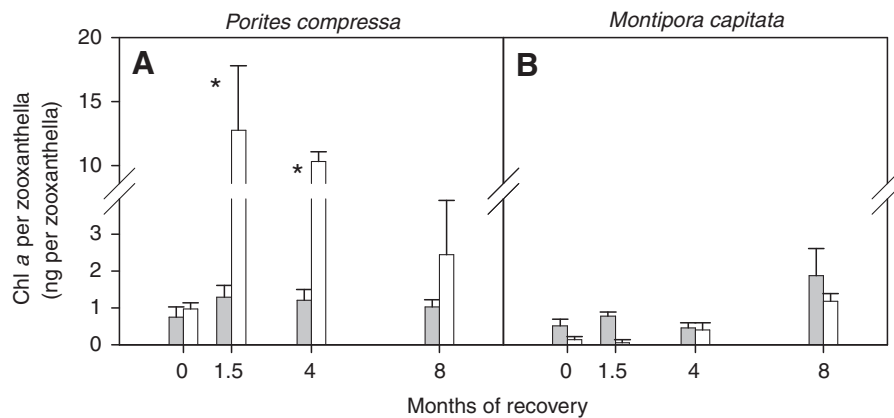 Porites compressa
Montipora capitata
A
B
*
*
Chl a per zooxanthella
(ng per zooxanthella)
20
15
10
3
2
1
0
0 1.5 4 8
0 1.5 4 8
Months of recovery